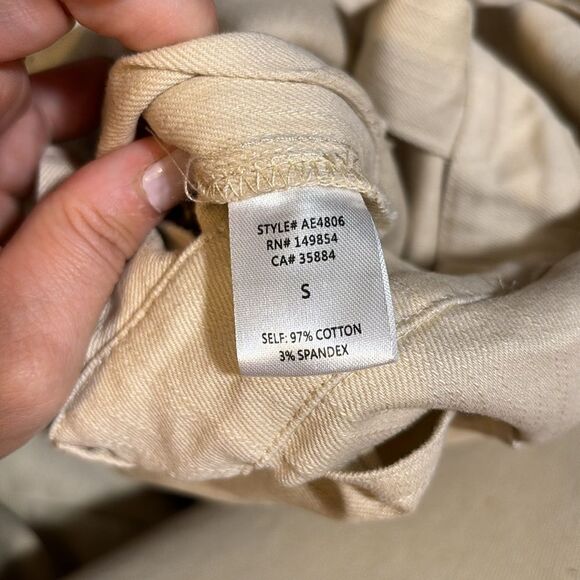 STYLE# AE4806
RN# 149854
CA# 35884
S
SELF: 97% COTTON
3% SPANDEX